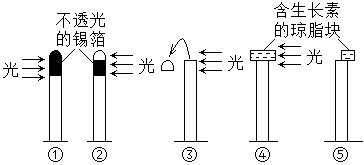 不透光
的锡箔
含生长素
的琼脂块
光
光
光
光
① ② ③ ④ ⑤